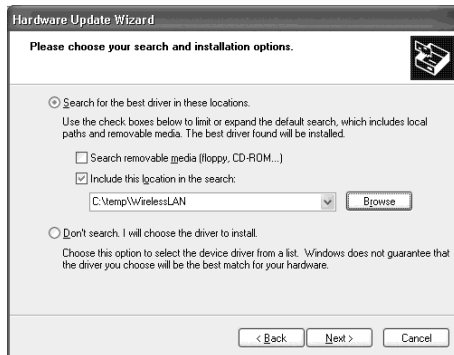 Hardware Update Wizard
Please choose your search and installation options.
Search for the best driver in these locations.
Use the check boxes below to limit or expand the default search, which includes local
paths and removable media. The best driver found will be installed.
Search removable media (floppy, CD-ROM...)
Include this location in the search:
C:\temp\WirelessLAN
Browse
Don't search. I will choose the driver to install.
Choose this option to select the device driver from a list. Windows does not guarantee that
the driver you choose will be the best match for your hardware.
< Back Next > Cancel